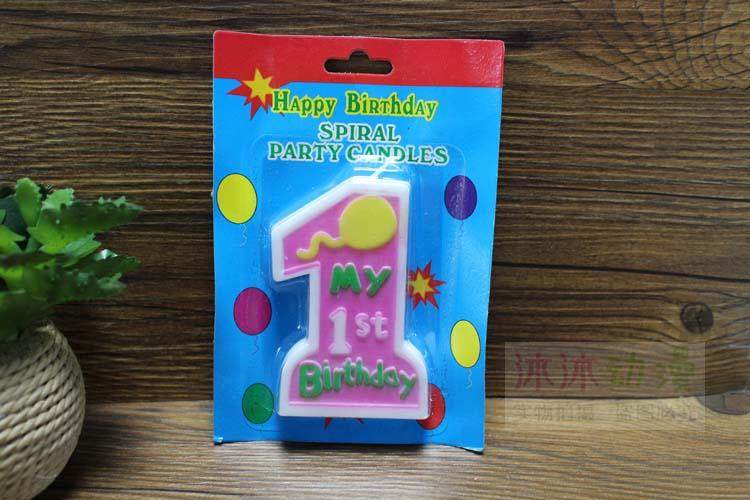 Happy Birthday
SPIRAL
PARTY CANDLES
My
1st
Birthday
沐沐动漫